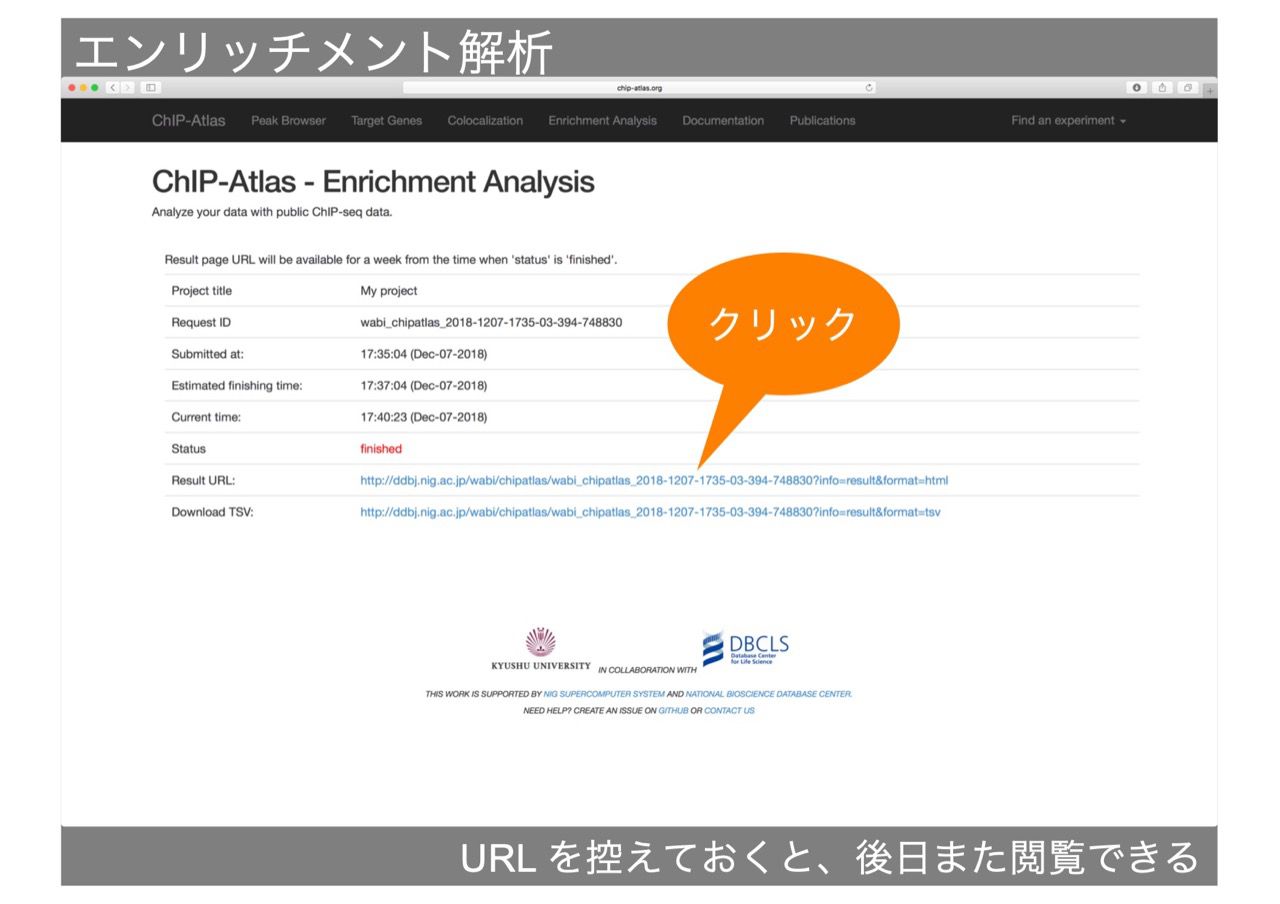 エンリッチメント解析
chip-atlas.org
ChIP-Atlas Peak Browser Target Genes Colocalization Enrichment Analysis Documentation Publications Find an experiment
ChIP-Atlas - Enrichment Analysis
Analyze your data with public ChIP-seq data.
Result page URL will be available for a week from the time when 'status' is 'finished'.
Project title My project
Request ID wabi_chipatlas_2018-1207-1735-03-394-748830
クリック
Submitted at: 17:35:04 (Dec-07-2018)
Estimated finishing time: 17:37:04 (Dec-07-2018)
Current time: 17:40:23 (Dec-07-2018)
Status finished
Result URL: http://ddbj.nig.ac.jp/wabi/chipatlas/wabi_chipatlas_2018-1207-1735-03-394-748830?info=result&format=html
Download TSV: http://ddbj.nig.ac.jp/wabi/chipatlas/wabi_chipatlas_2018-1207-1735-03-394-748830?info=result&format=tsv
KYUSHU UNIVERSITY IN COLLABORATION WITH DBCLS
Database Center
for Life Science
THIS WORK IS SUPPORTED BY NIG SUPERCOMPUTER SYSTEM AND NATIONAL BIOSCIENCE DATABASE CENTER.
NEED HELP? CREATE AN ISSUE ON GITHUB OR CONTACT US
URL を控えておくと、後日また閲覧できる